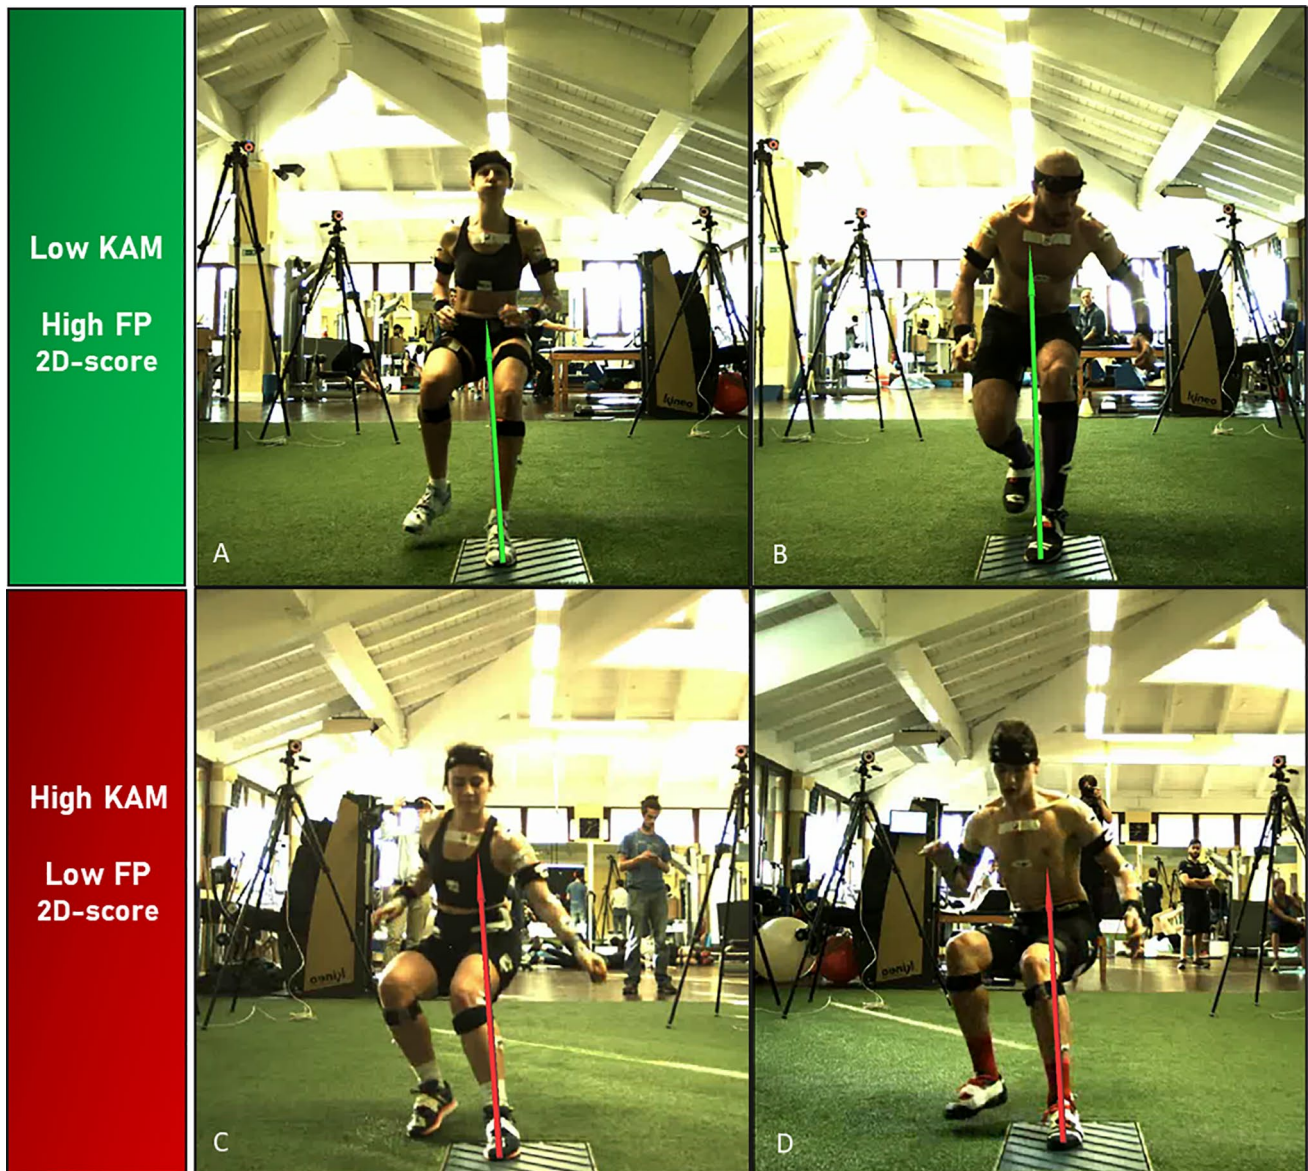 Low KAM
High FP
2D-score
A
B
kineo
kineo
High KAM
Low FP
2D-score
C
D
kineo
kineo